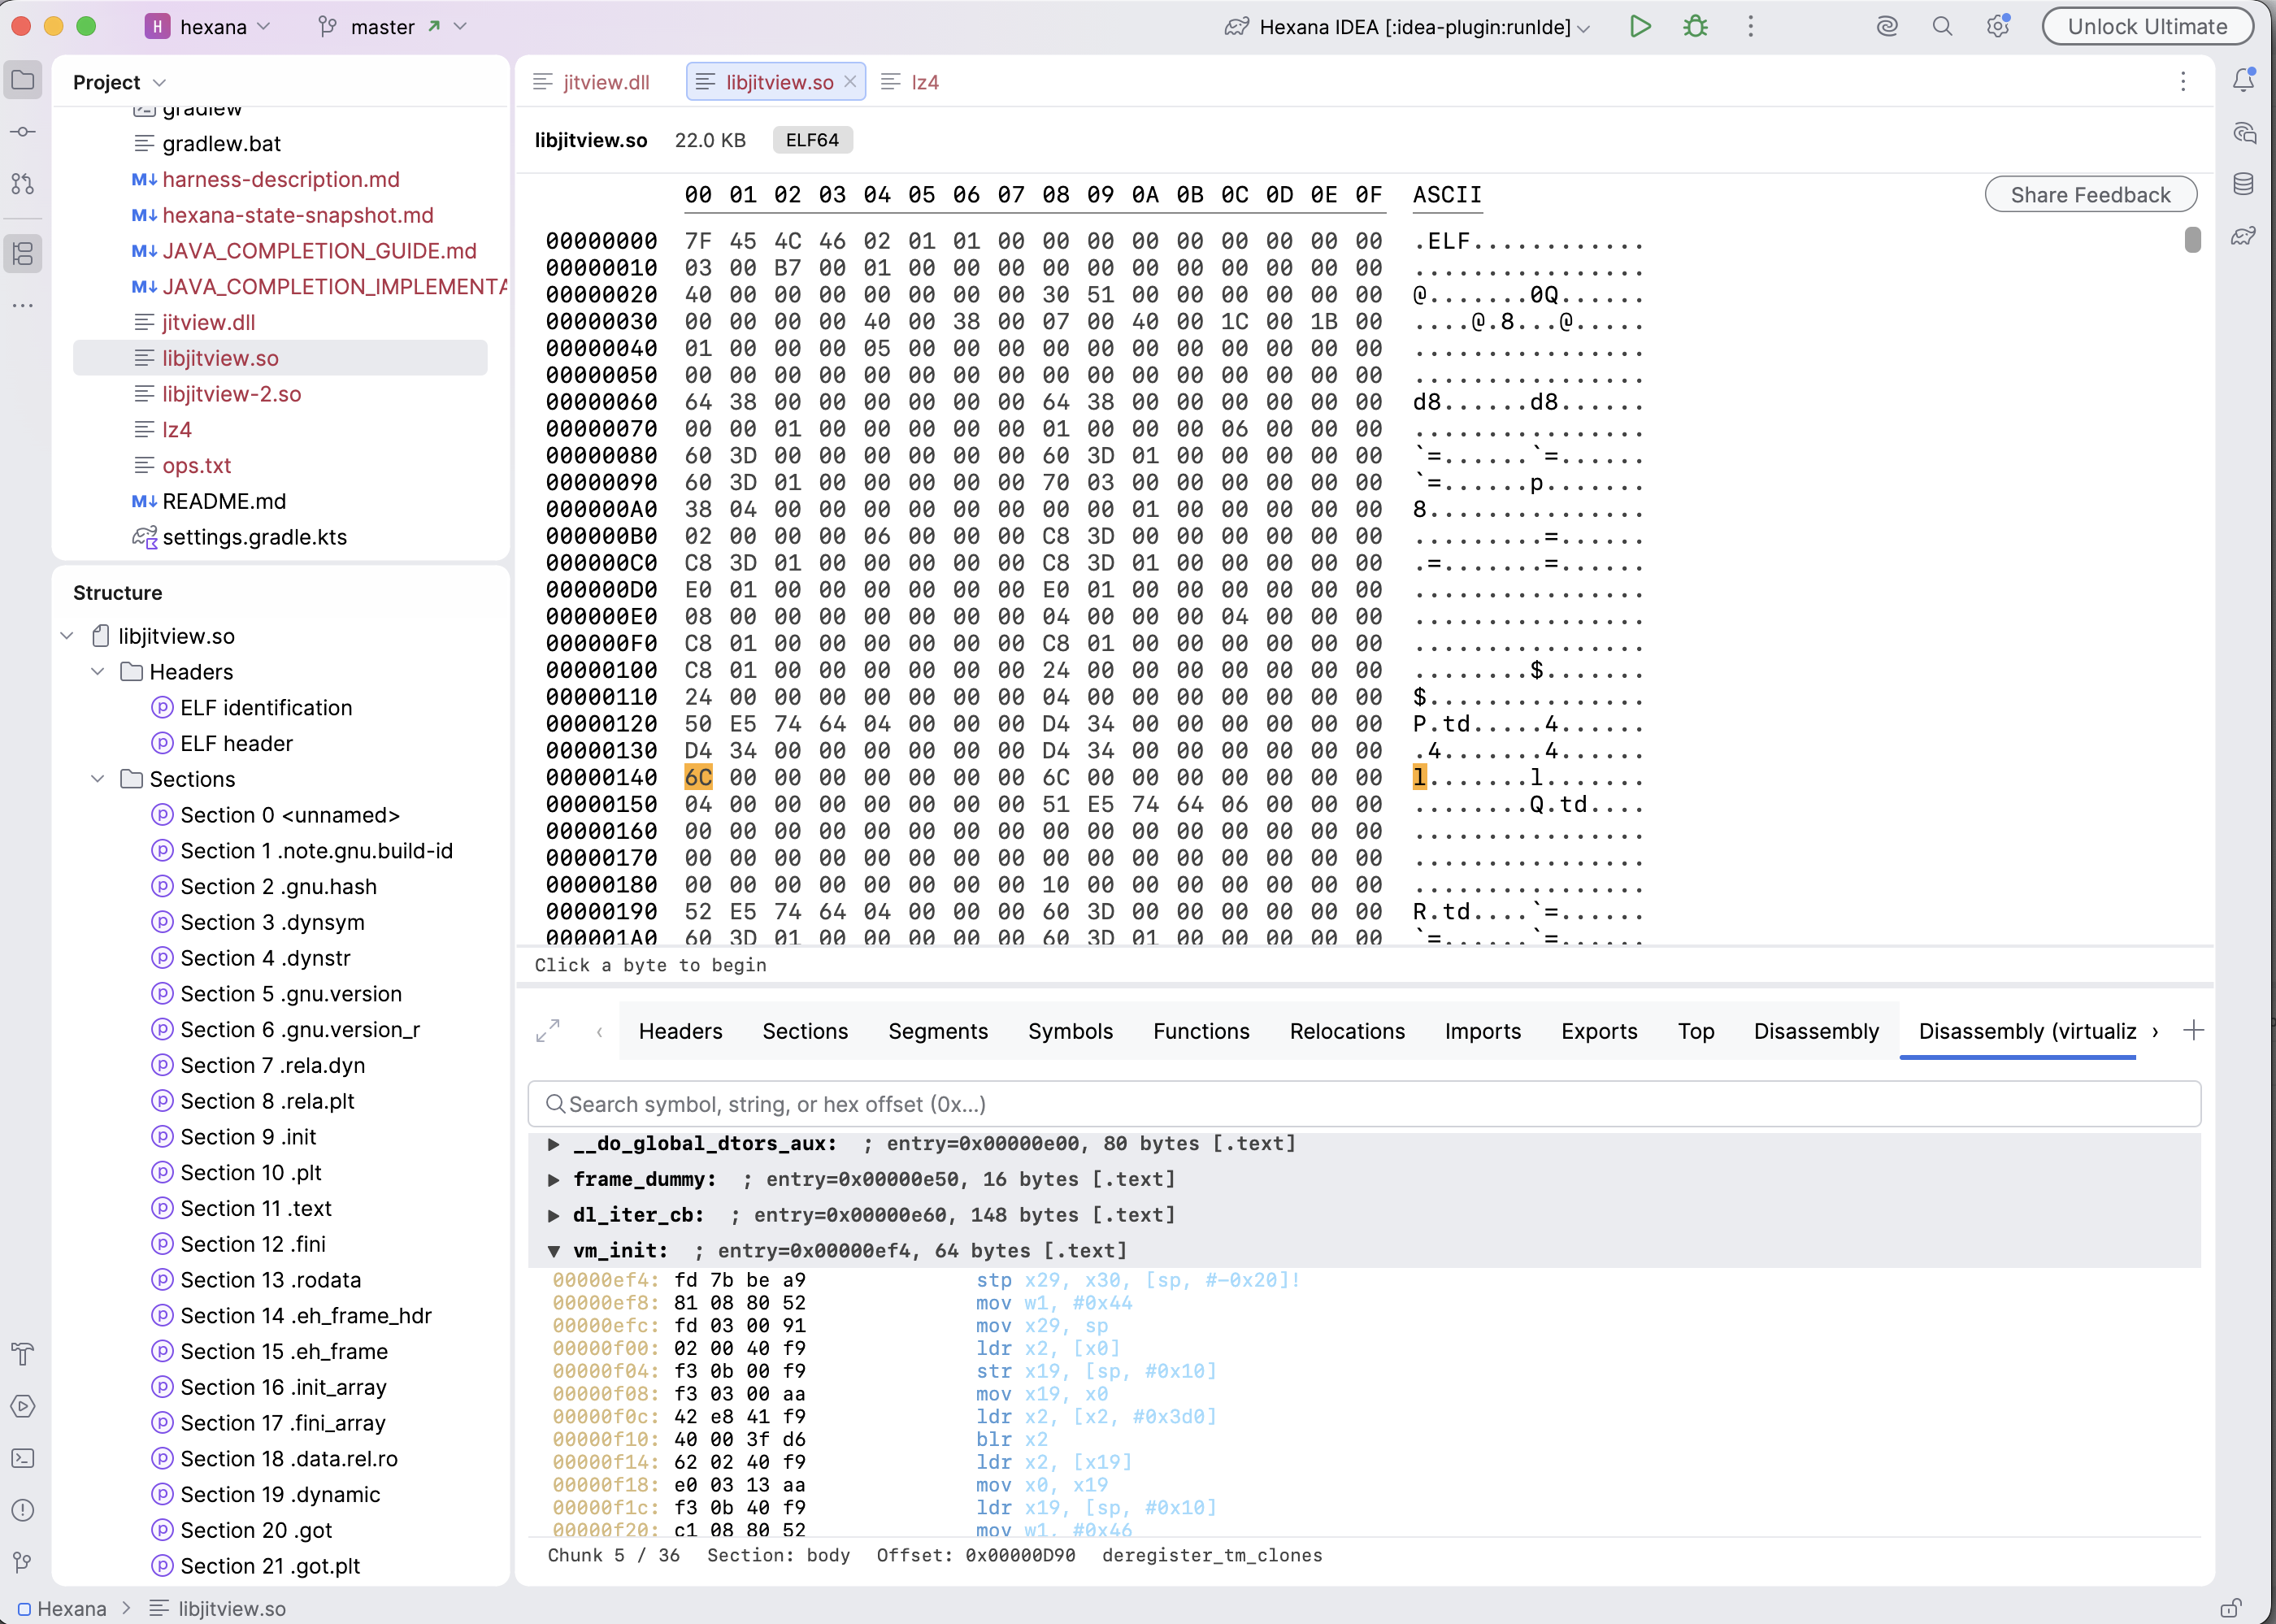 H hexana master Hexana IDEA [:idea-plugin:runIde] Unlock Ultimate
Project
gradlew
gradlew.bat
M↓ harness-description.md
M↓ hexana-state-snapshot.md
M↓ JAVA_COMPLETION_GUIDE.md
M↓ JAVA_COMPLETION_IMPLEMENTA
jitview.dll
libjitview.so
libjitview-2.so
lz4
ops.txt
M↓ README.md
settings.gradle.kts
Structure
libjitview.so
Headers
ELF identification
ELF header
Sections
Section 0 <unnamed>
Section 1 .note.gnu.build-id
Section 2 .gnu.hash
Section 3 .dynsym
Section 4 .dynstr
Section 5 .gnu.version
Section 6 .gnu.version_r
Section 7 .rela.dyn
Section 8 .rela.plt
Section 9 .init
Section 10 .plt
Section 11 .text
Section 12 .fini
Section 13 .rodata
Section 14 .eh_frame_hdr
Section 15 .eh_frame
Section 16 .init_array
Section 17 .fini_array
Section 18 .data.rel.ro
Section 19 .dynamic
Section 20 .got
Section 21 .got.plt
jitview.dll libjitview.so lz4
libjitview.so 22.0 KB ELF64
00 01 02 03 04 05 06 07 08 09 0A 0B 0C 0D 0E 0F ASCII Share Feedback
00000000 7F 45 4C 46 02 01 01 00 00 00 00 00 00 00 00 00 .ELF............
00000010 03 00 B7 00 01 00 00 00 00 00 00 00 00 00 00 00 ................
00000020 40 00 00 00 00 00 00 00 30 51 00 00 00 00 00 00 @.......0Q......
00000030 00 00 00 00 40 00 38 00 07 00 40 00 1C 00 1B 00 ....@.8...@.....
00000040 01 00 00 00 05 00 00 00 00 00 00 00 00 00 00 00 ................
00000050 00 00 00 00 00 00 00 00 00 00 00 00 00 00 00 00 ................
00000060 64 38 00 00 00 00 00 00 64 38 00 00 00 00 00 00 d8......d8......
00000070 00 00 01 00 00 00 00 00 01 00 00 00 06 00 00 00 ................
00000080 60 3D 00 00 00 00 00 00 60 3D 01 00 00 00 00 00 `=......`=......
00000090 60 3D 01 00 00 00 00 00 70 03 00 00 00 00 00 00 `=......p.......
000000A0 38 04 00 00 00 00 00 00 00 00 01 00 00 00 00 00 8...............
000000B0 02 00 00 00 06 00 00 00 C8 3D 00 00 00 00 00 00 .........=......
000000C0 C8 3D 01 00 00 00 00 00 C8 3D 01 00 00 00 00 00 .=.......=......
000000D0 E0 01 00 00 00 00 00 00 E0 01 00 00 00 00 00 00 ................
000000E0 08 00 00 00 00 00 00 00 04 00 00 00 04 00 00 00 ................
000000F0 C8 01 00 00 00 00 00 00 C8 01 00 00 00 00 00 00 ................
00000100 C8 01 00 00 00 00 00 00 24 00 00 00 00 00 00 00 ........$.......
00000110 24 00 00 00 00 00 00 00 04 00 00 00 00 00 00 00 $...............
00000120 50 E5 74 64 04 00 00 00 D4 34 00 00 00 00 00 00 P.td.....4......
00000130 D4 34 00 00 00 00 00 00 D4 34 00 00 00 00 00 00 .4.......4......
00000140 6C 00 00 00 00 00 00 00 6C 00 00 00 00 00 00 00 l.......l.......
00000150 04 00 00 00 00 00 00 00 51 E5 74 64 06 00 00 00 ........Q.td....
00000160 00 00 00 00 00 00 00 00 00 00 00 00 00 00 00 00 ................
00000170 00 00 00 00 00 00 00 00 00 00 00 00 00 00 00 00 ................
00000180 00 00 00 00 00 00 00 00 10 00 00 00 00 00 00 00 ................
00000190 52 E5 74 64 04 00 00 00 60 3D 00 00 00 00 00 00 R.td....`=......
000001A0 60 3D 01 00 00 00 00 00 60 3D 01 00 00 00 00 00 `=......`=......
Click a byte to begin
Headers Sections Segments Symbols Functions Relocations Imports Exports Top Disassembly Disassembly (virtualiz
Search symbol, string, or hex offset (0x...)
__do_global_dtors_aux: ; entry=0x00000e00, 80 bytes [.text]
frame_dummy: ; entry=0x00000e50, 16 bytes [.text]
dl_iter_cb: ; entry=0x00000e60, 148 bytes [.text]
vm_init: ; entry=0x00000ef4, 64 bytes [.text]
00000ef4: fd 7b be a9 stp x29, x30, [sp, #-0x20]!
00000ef8: 81 08 80 52 mov w1, #0x44
00000efc: fd 03 00 91 mov x29, sp
00000f00: 02 00 40 f9 ldr x2, [x0]
00000f04: f3 0b 00 f9 str x19, [sp, #0x10]
00000f08: f3 03 00 aa mov x19, x0
00000f0c: 42 e8 41 f9 ldr x2, [x2, #0x3d0]
00000f10: 40 00 3f d6 blr x2
00000f14: 62 02 40 f9 ldr x2, [x19]
00000f18: e0 03 13 aa mov x0, x19
00000f1c: f3 0b 40 f9 ldr x19, [sp, #0x10]
00000f20: c1 08 80 52 mov w1, #0x46
Chunk 5 / 36 Section: body Offset: 0x00000D90 deregister_tm_clones
Hexana > libjitview.so